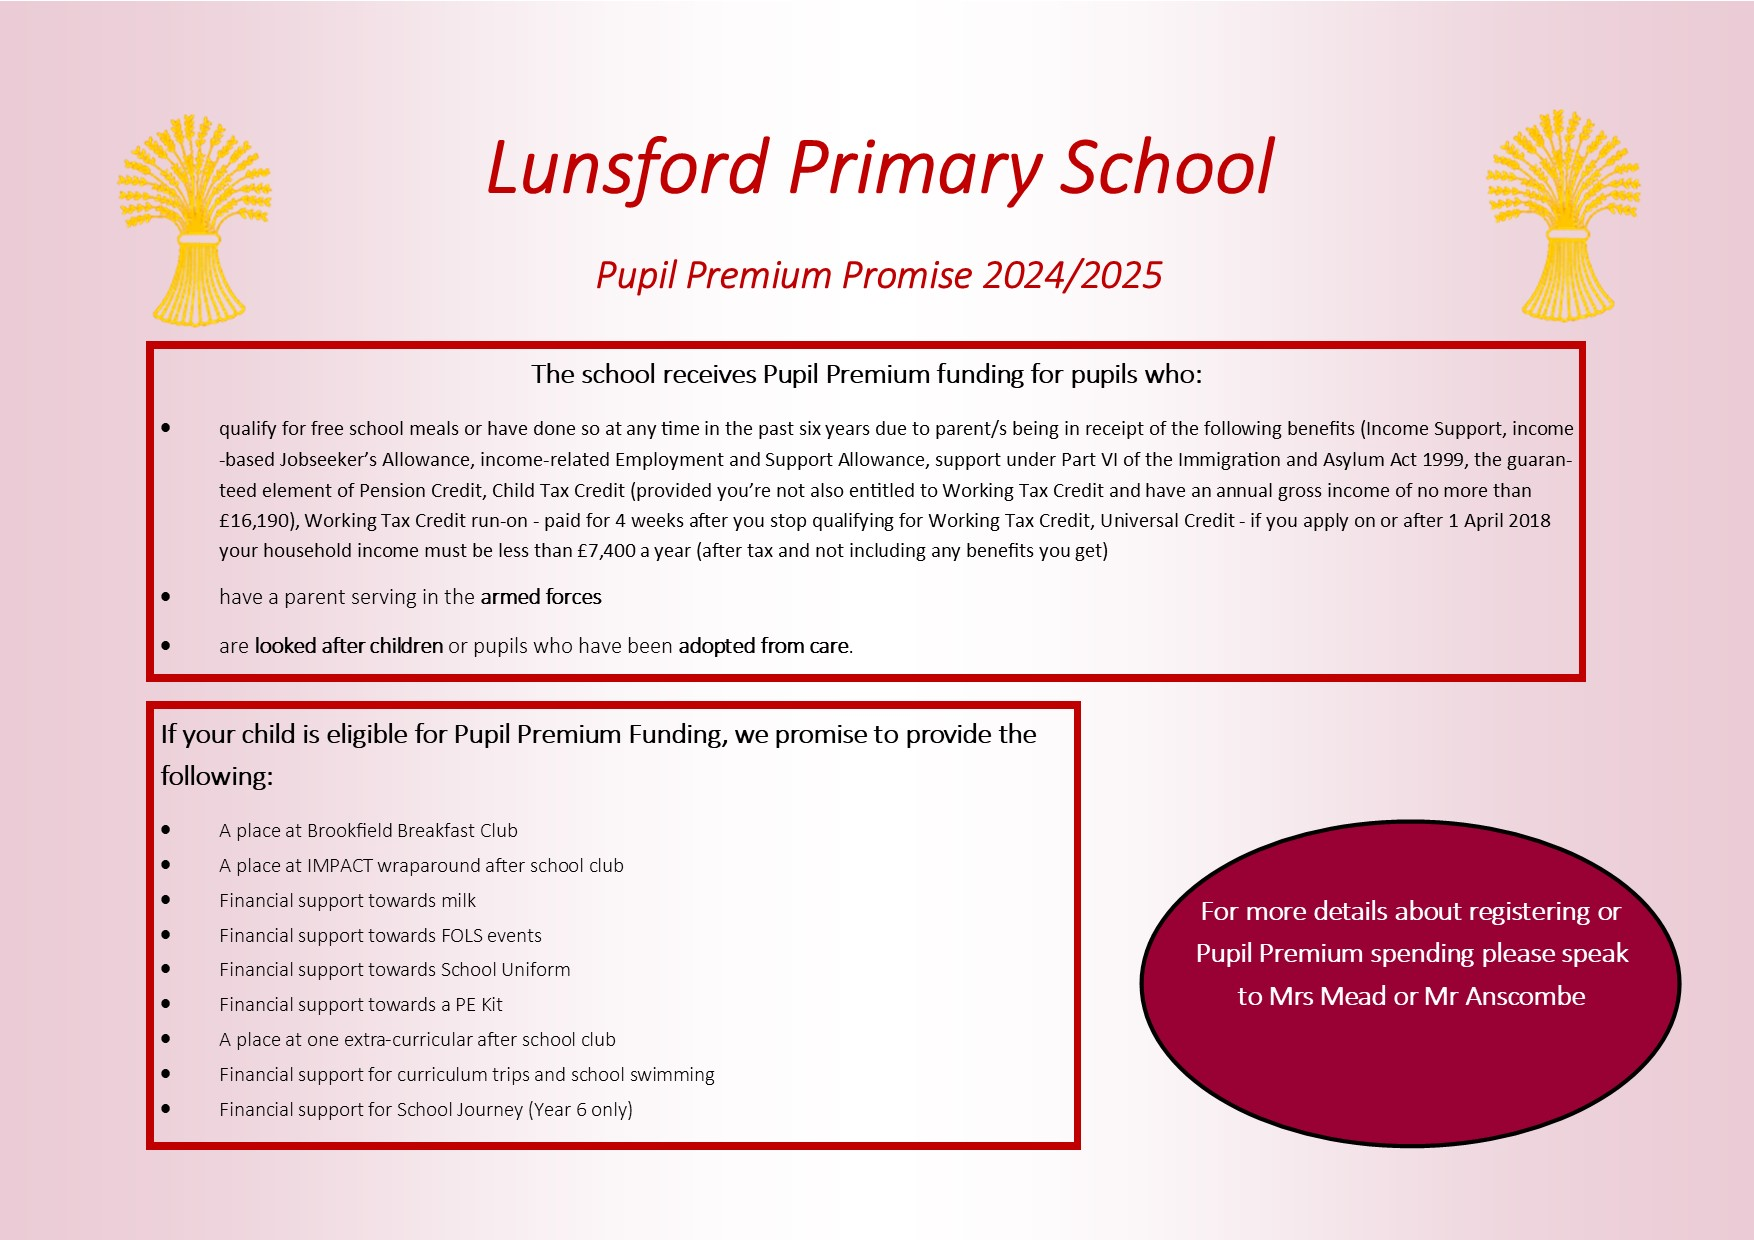 Lunsford Primary School
Pupil Premium Promise 2024/2025
The school receives Pupil Premium funding for pupils who:
• qualify for free school meals or have done so at any time in the past six years due to parent/s being in receipt of the following benefits (Income Support, income
-based Jobseeker’s Allowance, income-related Employment and Support Allowance, support under Part VI of the Immigration and Asylum Act 1999, the guaran-
teed element of Pension Credit, Child Tax Credit (provided you’re not also entitled to Working Tax Credit and have an annual gross income of no more than
£16,190), Working Tax Credit run-on - paid for 4 weeks after you stop qualifying for Working Tax Credit, Universal Credit - if you apply on or after 1 April 2018
your household income must be less than £7,400 a year (after tax and not including any benefits you get)
• have a parent serving in the armed forces
• are looked after children or pupils who have been adopted from care.
If your child is eligible for Pupil Premium Funding, we promise to provide the
following:
• A place at Brookfield Breakfast Club
• A place at IMPACT wraparound after school club
• Financial support towards milk
• Financial support towards FOLS events
• Financial support towards School Uniform
• Financial support towards a PE Kit
• A place at one extra-curricular after school club
• Financial support for curriculum trips and school swimming
• Financial support for School Journey (Year 6 only)
For more details about registering or
Pupil Premium spending please speak
to Mrs Mead or Mr Anscombe